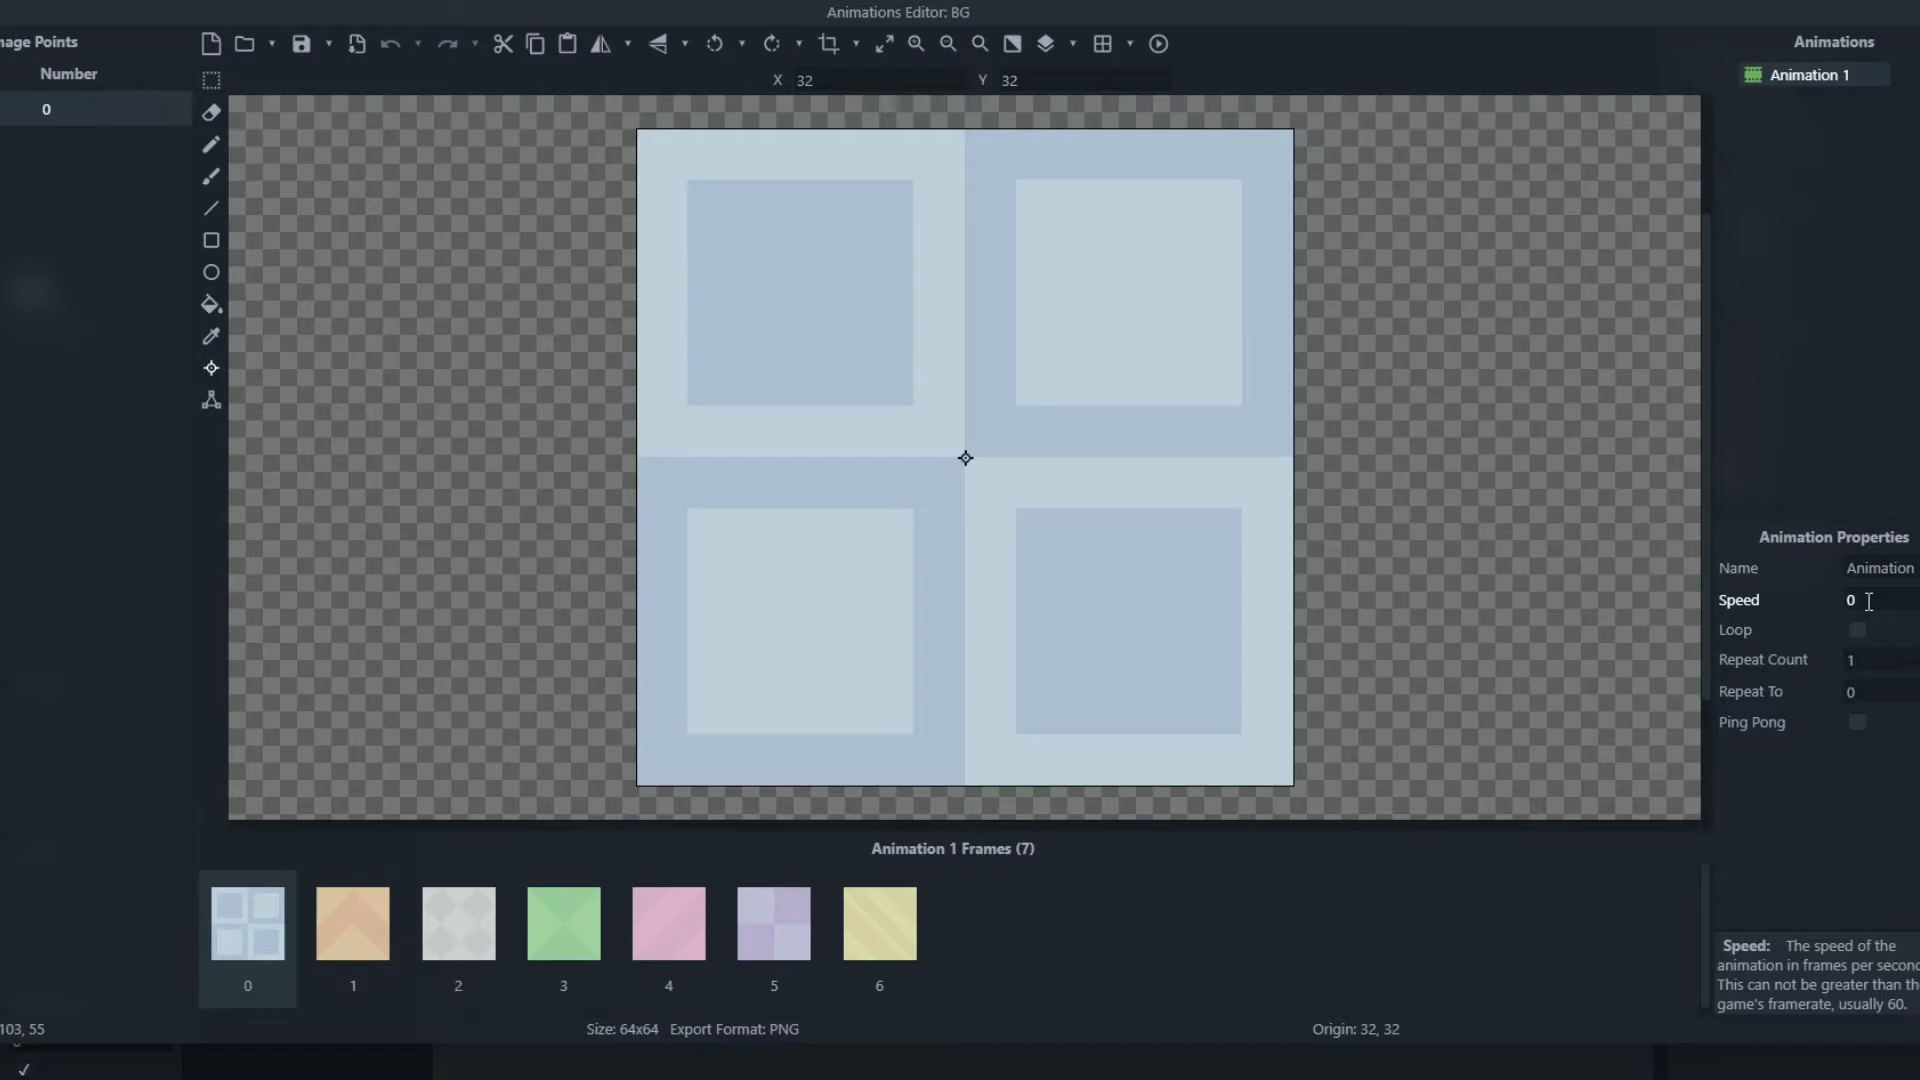 Animations Editor: BG
mage Points
Number
0
X 32 Y 32
Animations
Animation 1
Animation Properties
Name Animation
Speed 0
Loop
Repeat Count 1
Repeat To 0
Ping Pong
Animation 1 Frames (7)
0 1 2 3 4 5 6
Speed: The speed of the
animation in frames per secon
This can not be greater than th
game's framerate, usually 60.
103, 55
Size: 64x64 Export Format: PNG
Origin: 32, 32